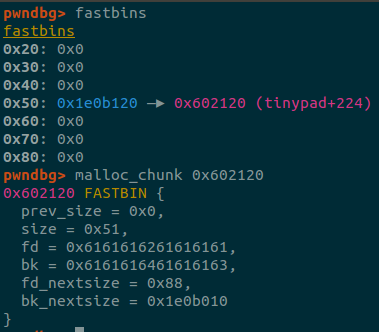 pwndbg> fastbins
fastbins
0x20: 0x0
0x30: 0x0
0x40: 0x0
0x50: 0x1e0b120 —► 0x602120 (tinypad+224)
0x60: 0x0
0x70: 0x0
0x80: 0x0
pwndbg> malloc_chunk 0x602120
0x602120 FASTBIN {
  prev_size = 0x0,
  size = 0x51,
  fd = 0x6161616261616161,
  bk = 0x6161616461616163,
  fd_nextsize = 0x88,
  bk_nextsize = 0x1e0b010
}